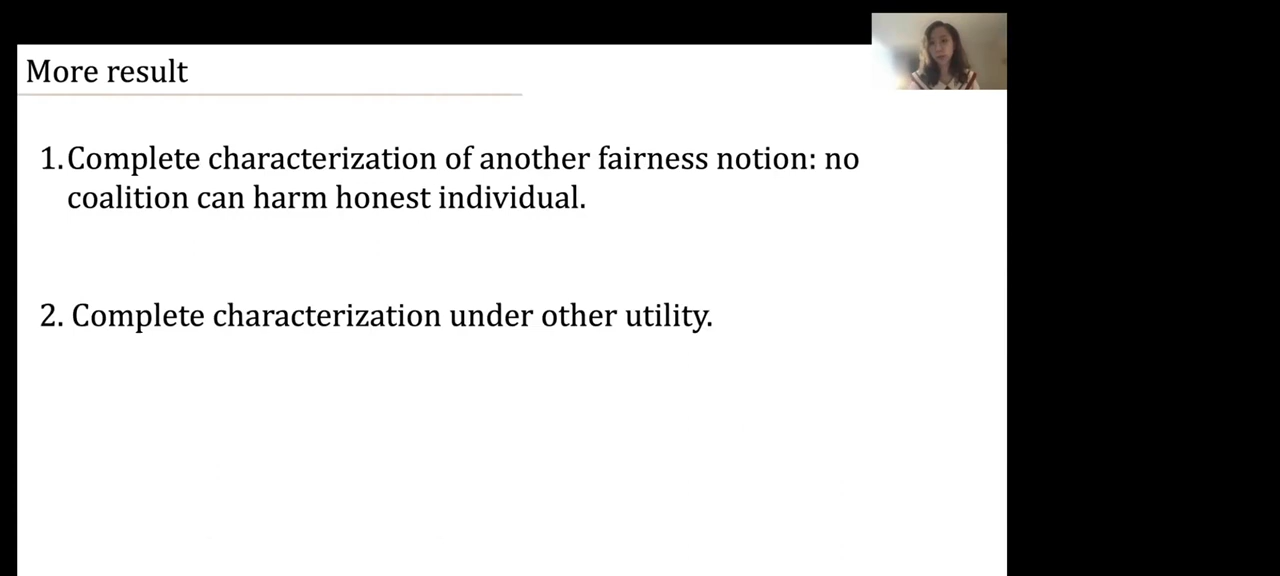 More result
1. Complete characterization of another fairness notion: no
coalition can harm honest individual.
2. Complete characterization under other utility.